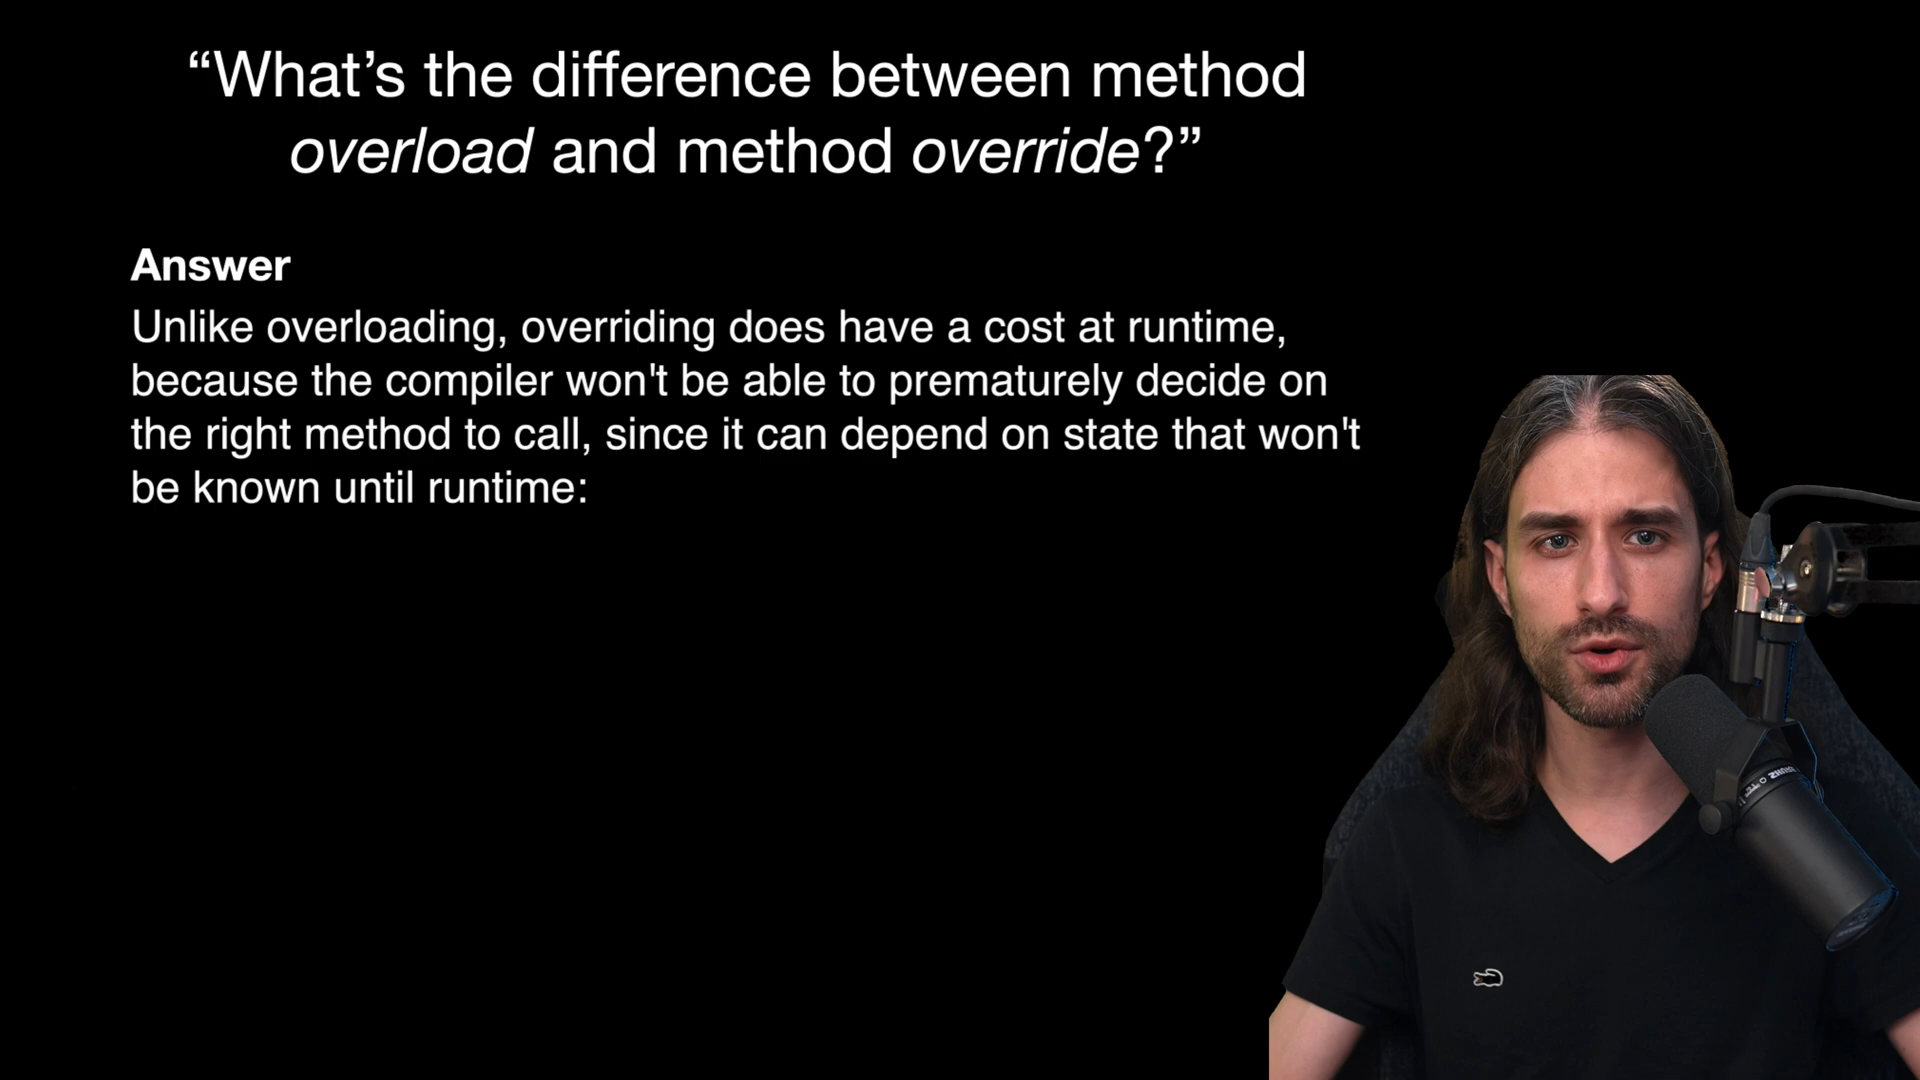 “What’s the difference between method
overload and method override?”
Answer
Unlike overloading, overriding does have a cost at runtime,
because the compiler won't be able to prematurely decide on
the right method to call, since it can depend on state that won't
be known until runtime: